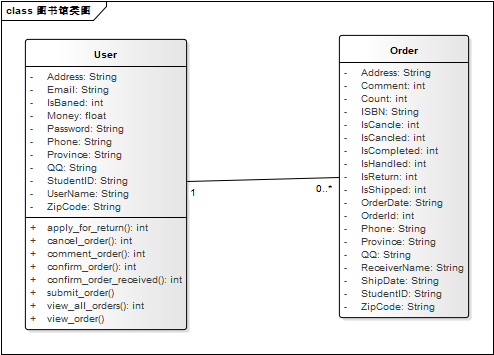 class 图书馆类图
User
- Address: String
- Email: String
- IsBaned: int
- Money: float
- Password: String
- Phone: String
- Province: String
- QQ: String
- StudentID: String
- UserName: String
- ZipCode: String
+ apply_for_return(): int
+ cancel_order(): int
+ comment_order(): int
+ confirm_order(): int
+ confirm_order_received(): int
+ submit_order()
+ view_all_orders(): int
+ view_order()
1
0..*
Order
- Address: String
- Comment: int
- Count: int
- ISBN: String
- IsCancle: int
- IsCancled: int
- IsCompleted: int
- IsHandled: int
- IsReturn: int
- IsShipped: int
- OrderDate: String
- OrderId: int
- Phone: String
- Province: String
- QQ: String
- ReceiverName: String
- ShipDate: String
- StudentID: String
- ZipCode: String